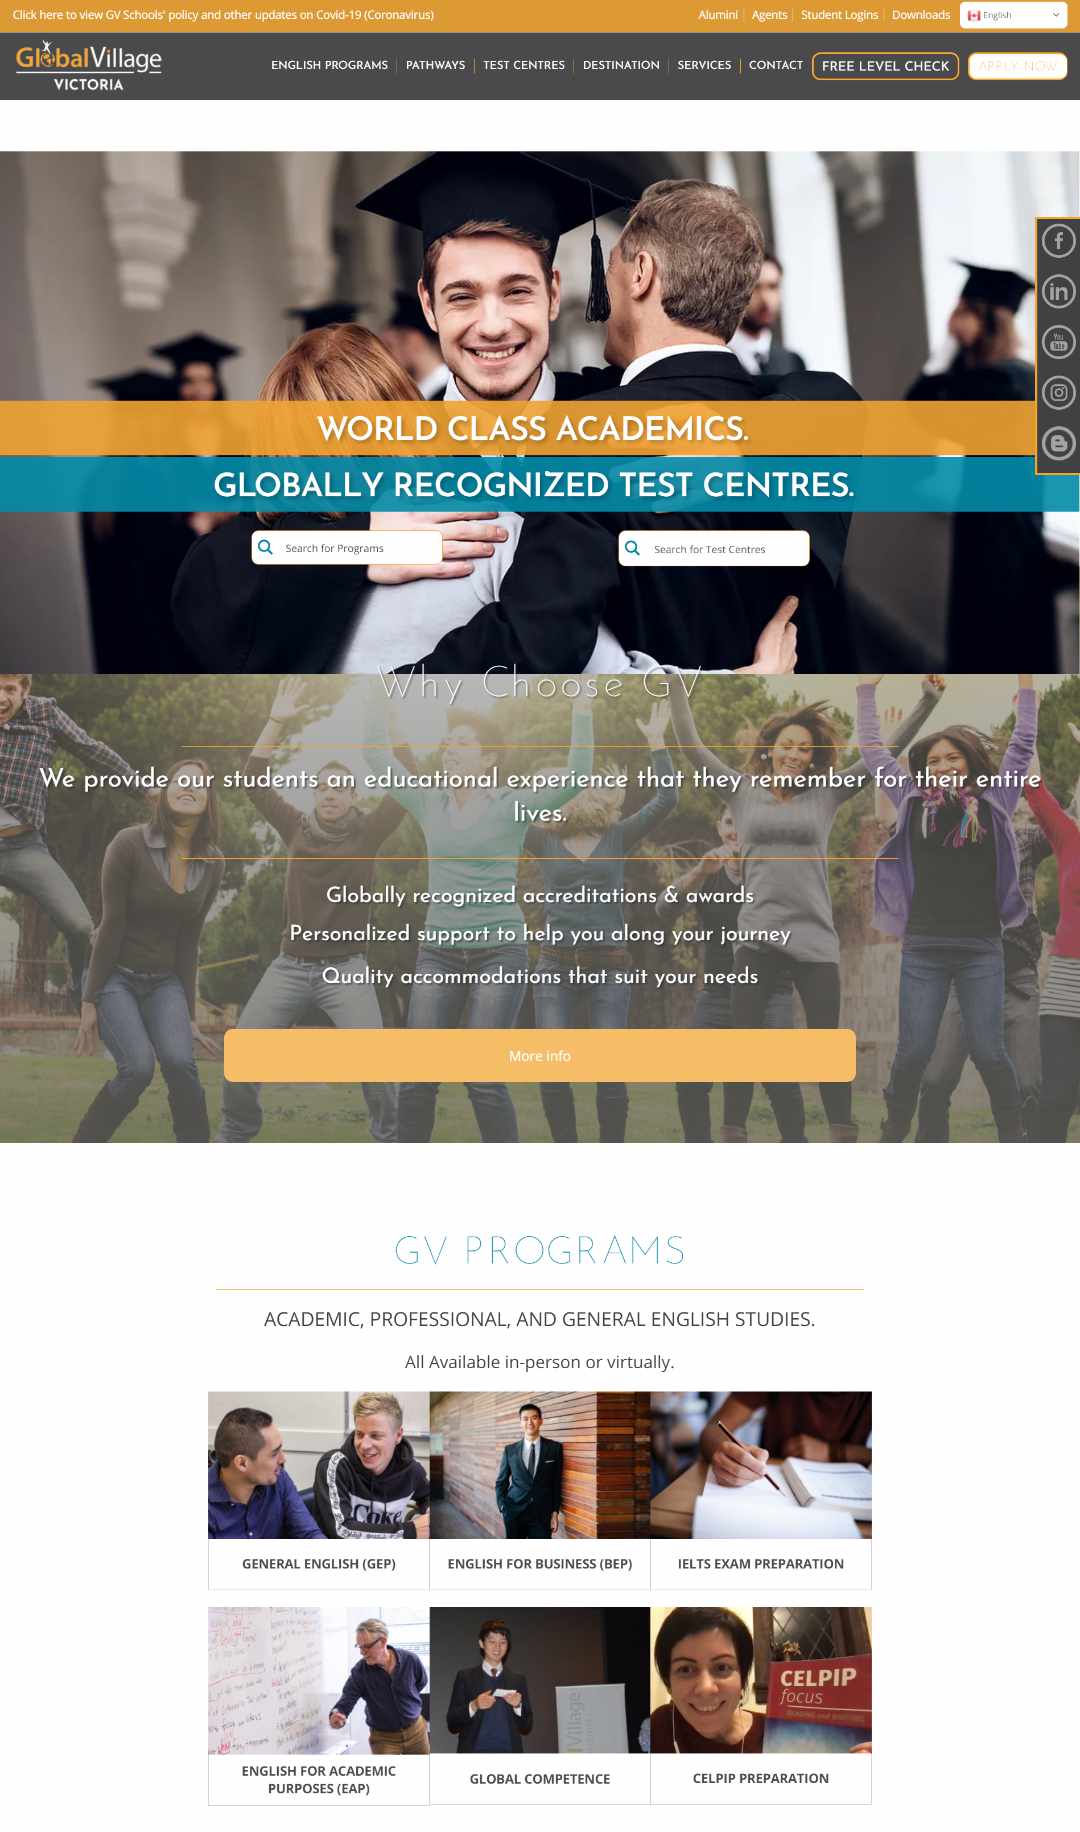 Click here to view GV Schools' policy and other updates on Covid-19 (Coronavirus)
Alumini
Agents
Student Logins
Downloads
English
GlobalVillage
VICTORIA
ENGLISH PROGRAMS
PATHWAYS
TEST CENTRES
DESTINATION
SERVICES
CONTACT
FREE LEVEL CHECK
APPLY NOW
You
Tube
WORLD CLASS ACADEMICS.
GLOBALLY RECOGNIZED TEST CENTRES.
Search for Programs
Search for Test Centres
Why Choose GV
We provide our students an educational experience that they remember for their entire
lives.
Globally recognized accreditations & awards
Personalized support to help you along your journey
Quality accommodations that suit your needs
More info
GV PROGRAMS
ACADEMIC, PROFESSIONAL, AND GENERAL ENGLISH STUDIES.
All Available in-person or virtually.
Coke
GENERAL ENGLISH (GEP)
ENGLISH FOR BUSINESS (BEP)
IELTS EXAM PREPARATION
Village
CELPIP
focus
ENGLISH FOR ACADEMIC
PURPOSES (EAP)
GLOBAL COMPETENCE
CELPIP PREPARATION